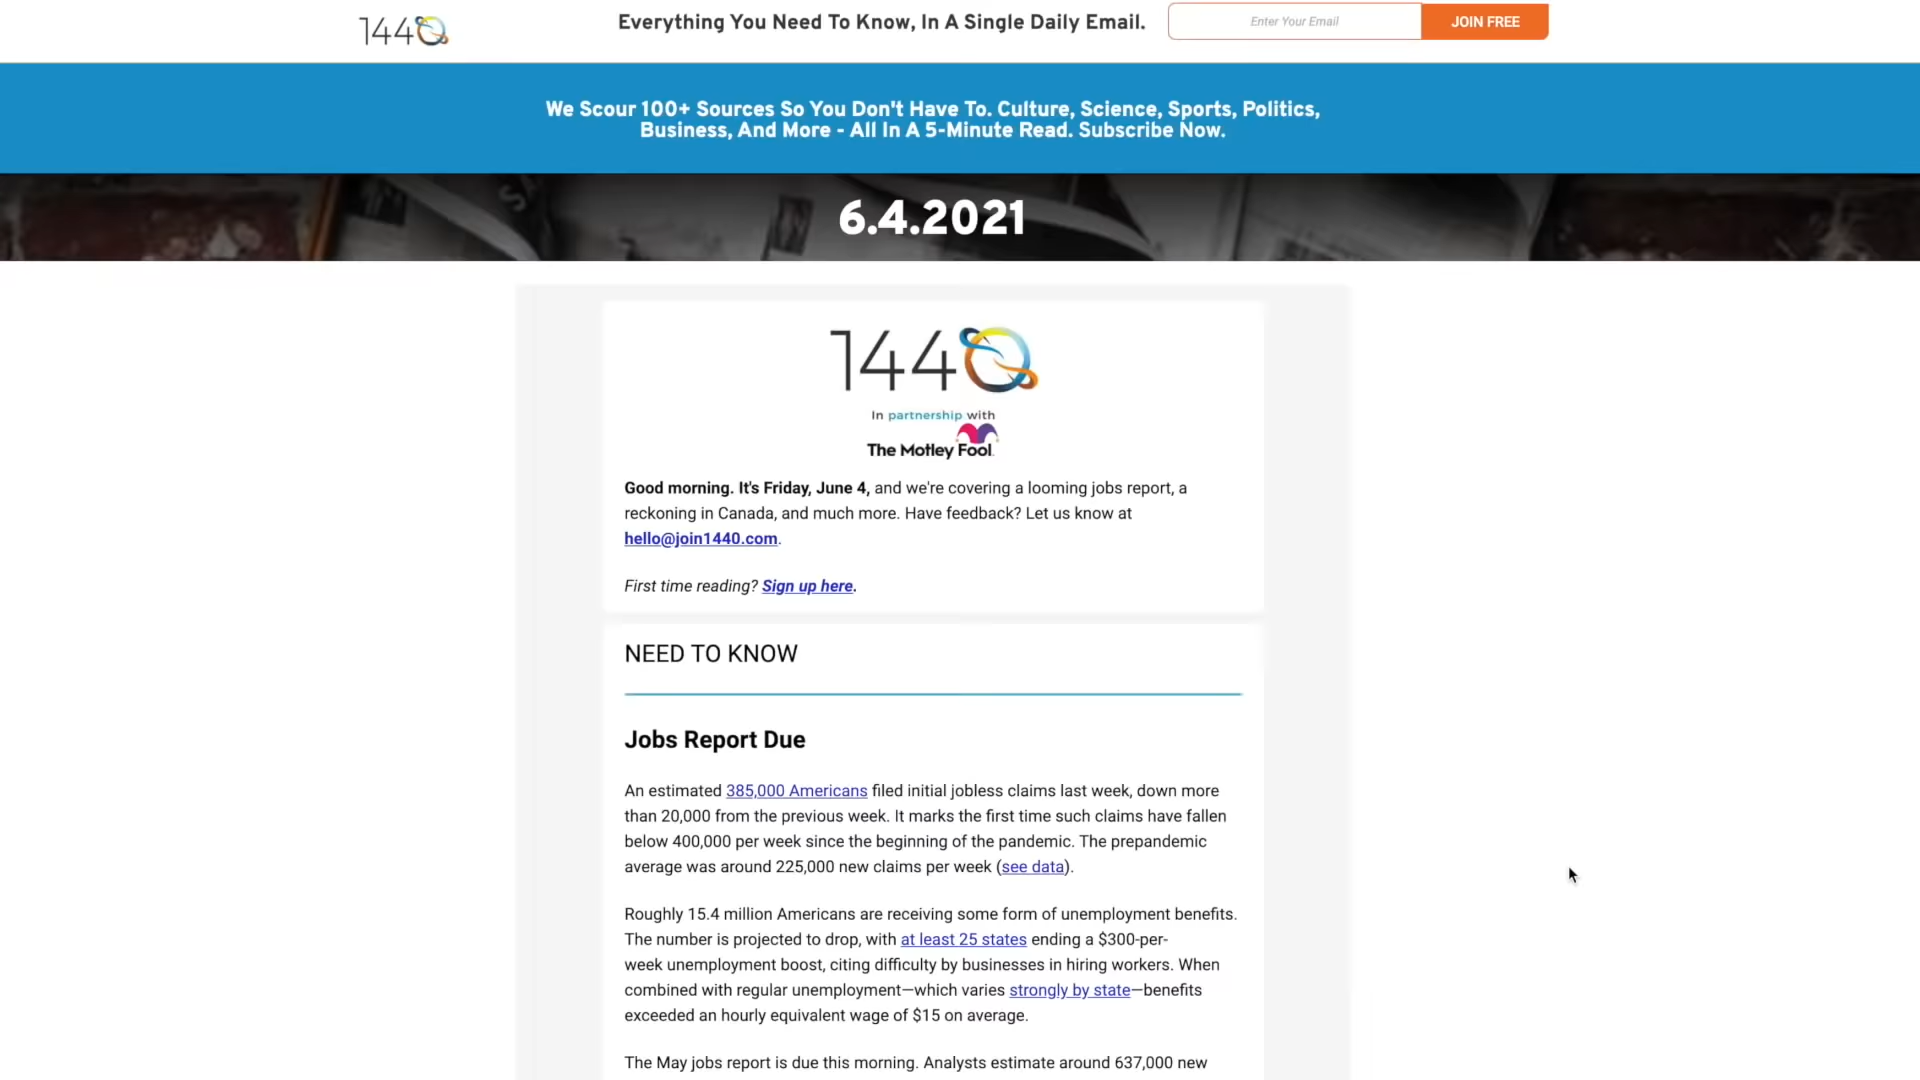 1440
Everything You Need To Know, In A Single Daily Email.
Enter Your Email
JOIN FREE
We Scour 100+ Sources So You Don't Have To. Culture, Science, Sports, Politics,
Business, And More - All In A 5-Minute Read. Subscribe Now.
6.4.2021
1440
In partnership with
The Motley Fool.
Good morning. It's Friday, June 4, and we're covering a looming jobs report, a
reckoning in Canada, and much more. Have feedback? Let us know at
hello@join1440.com.
First time reading? Sign up here.
NEED TO KNOW
Jobs Report Due
An estimated 385,000 Americans filed initial jobless claims last week, down more
than 20,000 from the previous week. It marks the first time such claims have fallen
below 400,000 per week since the beginning of the pandemic. The prepandemic
average was around 225,000 new claims per week (see data).
Roughly 15.4 million Americans are receiving some form of unemployment benefits.
The number is projected to drop, with at least 25 states ending a $300-per-
week unemployment boost, citing difficulty by businesses in hiring workers. When
combined with regular unemployment—which varies strongly by state—benefits
exceeded an hourly equivalent wage of $15 on average.
The May jobs report is due this morning. Analysts estimate around 637,000 new